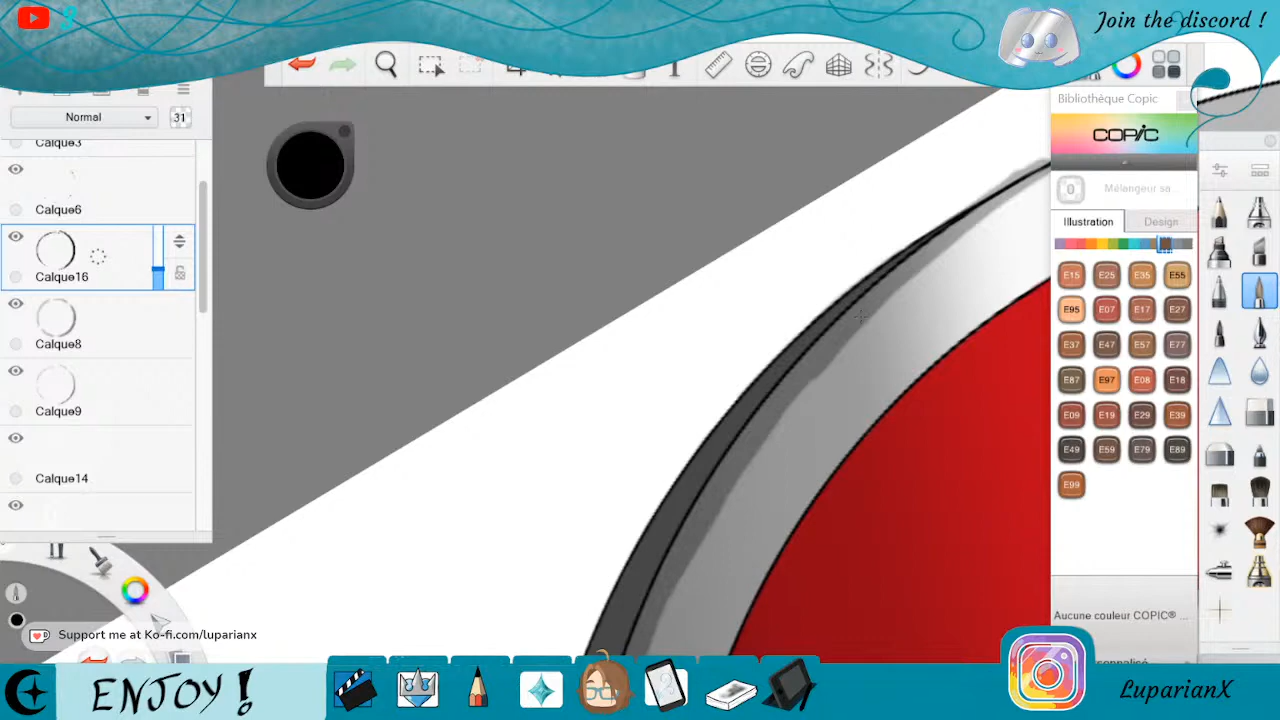 3
Join the discord !
Bibliothèque Copic
Normal
31
COPIC
Calque3
0
Mélangeur sa...
Calque6
Illustration
Design
Calque16
E15 E25 E35 E55
E95 E07 E17 E27
Calque8
E37 E47 E57 E77
E87 E97 E08 E18
Calque9
E09 E19 E29 E39
E49 E59 E79 E89
Calque14
E99
Aucune couleur COPIC® ...
Support me at Ko-fi.com/luparianx
ENJOY !
LuparianX